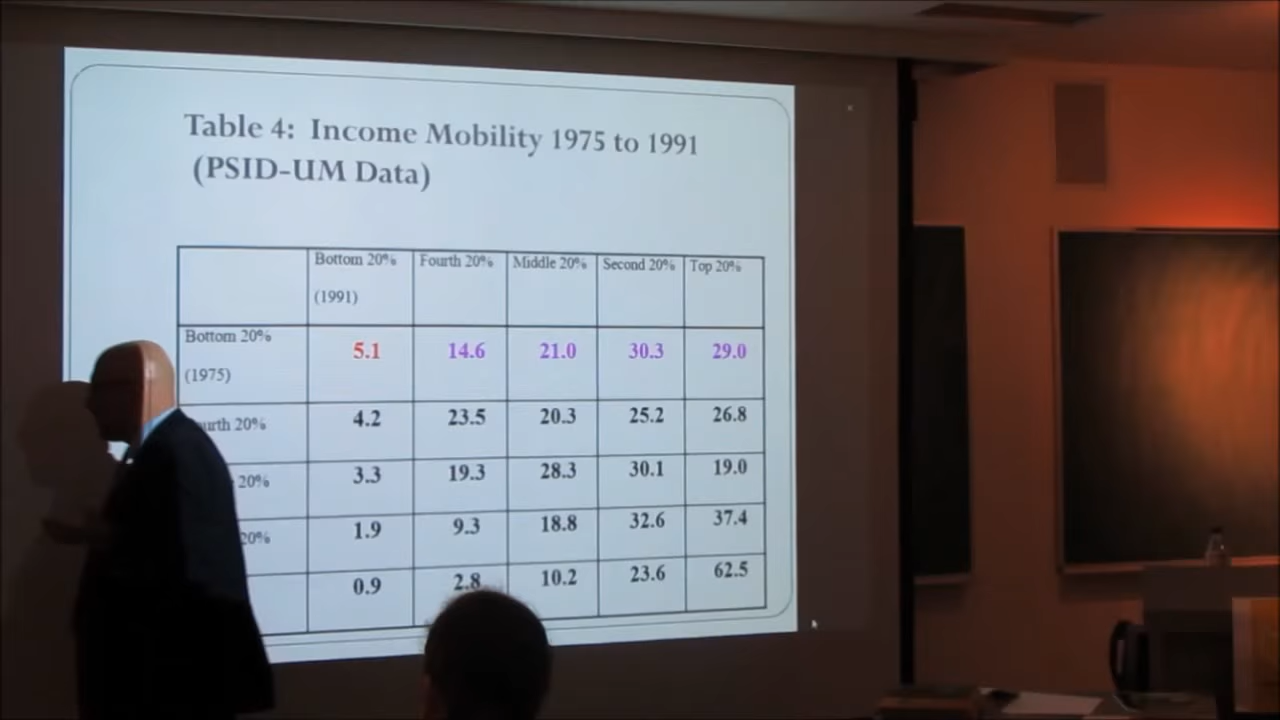 Table 4: Income Mobility 1975 to 1991
(PSID-UM Data)
Bottom 20% Fourth 20% Middle 20% Second 20% Top 20%
(1991)
Bottom 20% 5.1 14.6 21.0 30.3 29.0
(1975)
20% 4.2 23.5 20.3 25.2 26.8
20% 3.3 19.3 28.3 30.1 19.0
20% 1.9 9.3 18.8 32.6 37.4
0.9 2.8 10.2 23.6 62.5